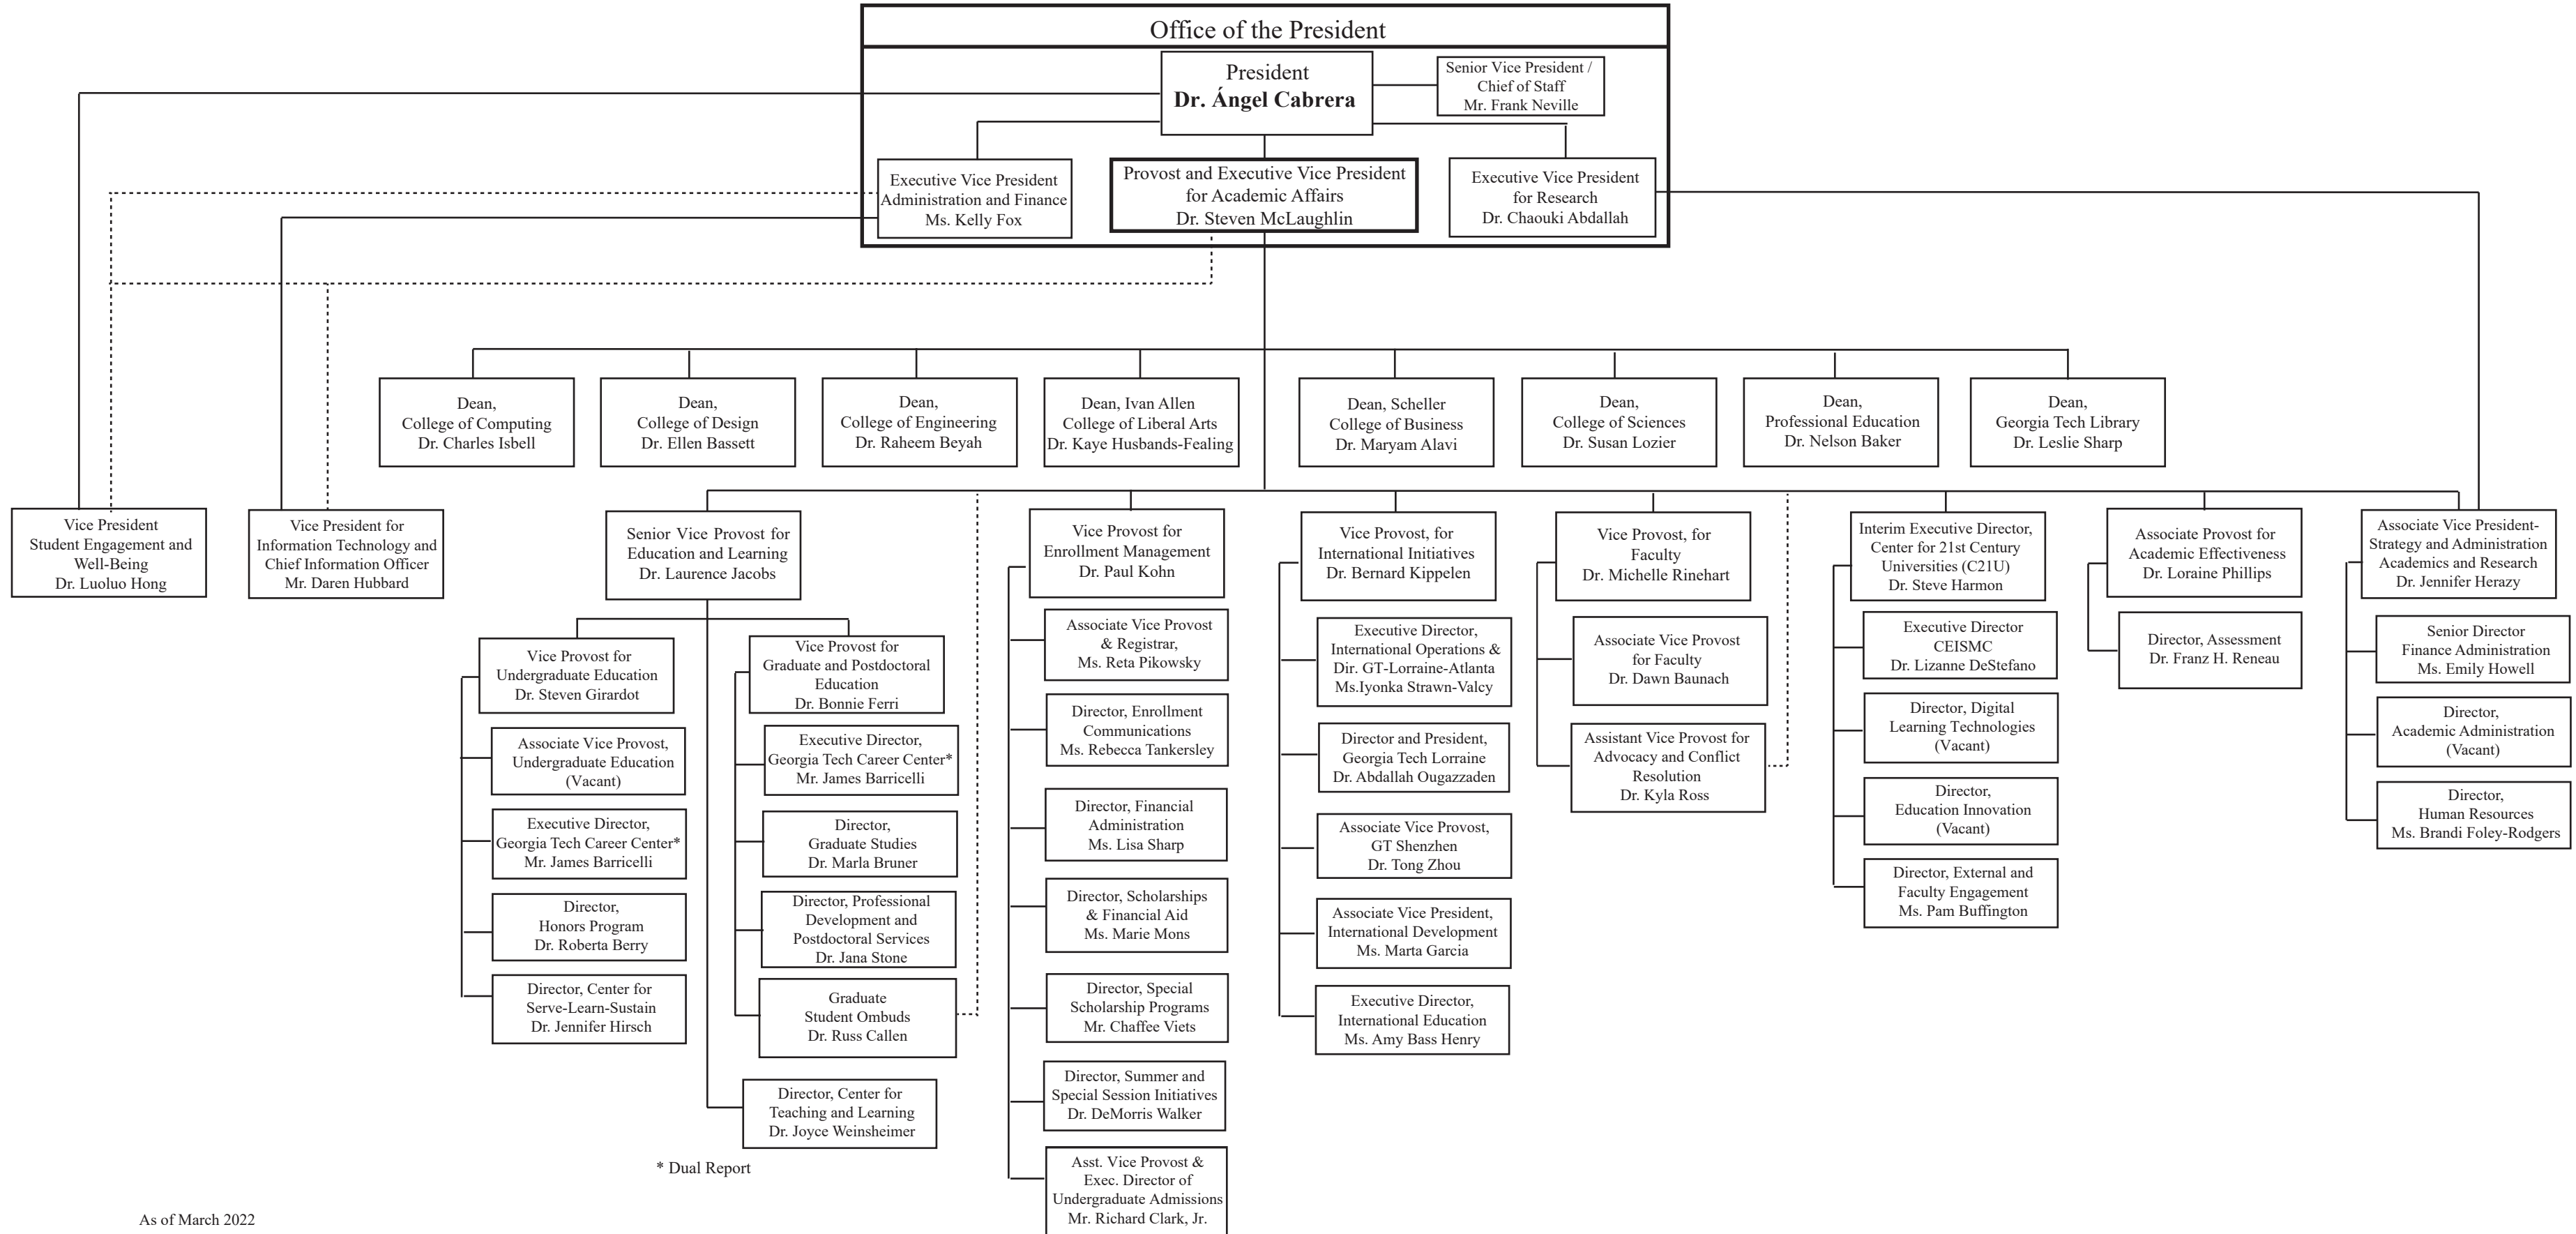 Office of the President
President
Dr. Ángel Cabrera
Senior Vice President /
Chief of Staff
Mr. Frank Neville
Executive Vice President
Administration and Finance
Ms. Kelly Fox
Provost and Executive Vice President
for Academic Affairs
Dr. Steven McLaughlin
Executive Vice President
for Research
Dr. Chaouki Abdallah
Dean,
College of Computing
Dr. Charles Isbell
Dean,
College of Design
Dr. Ellen Bassett
Dean,
College of Engineering
Dr. Raheem Beyah
Dean, Ivan Allen
College of Liberal Arts
Dr. Kaye Husbands-Fealing
Dean, Scheller
College of Business
Dr. Maryam Alavi
Dean,
College of Sciences
Dr. Susan Lozier
Dean,
Professional Education
Dr. Nelson Baker
Dean,
Georgia Tech Library
Dr. Leslie Sharp
Vice President
Student Engagement and
Well-Being
Dr. Luoluo Hong
Vice President for
Information Technology and
Chief Information Officer
Mr. Daren Hubbard
Senior Vice Provost for
Education and Learning
Dr. Laurence Jacobs
Vice Provost for
Undergraduate Education
Dr. Steven Girardot
Associate Vice Provost,
Undergraduate Education
(Vacant)
Executive Director,
Georgia Tech Career Center*
Mr. James Barricelli
Director,
Honors Program
Dr. Roberta Berry
Director, Center for
Serve-Learn-Sustain
Dr. Jennifer Hirsch
Vice Provost for
Graduate and Postdoctoral
Education
Dr. Bonnie Ferri
Executive Director,
Georgia Tech Career Center*
Mr. James Barricelli
Director,
Graduate Studies
Dr. Marla Bruner
Director, Professional
Development and
Postdoctoral Services
Dr. Jana Stone
Graduate
Student Ombuds
Dr. Russ Callen
Director, Center for
Teaching and Learning
Dr. Joyce Weinsheimer
* Dual Report
Vice Provost for
Enrollment Management
Dr. Paul Kohn
Associate Vice Provost
& Registrar,
Ms. Reta Pikowsky
Director, Enrollment
Communications
Ms. Rebecca Tankersley
Director, Financial
Administration
Ms. Lisa Sharp
Director, Scholarships
& Financial Aid
Ms. Marie Mons
Director, Special
Scholarship Programs
Mr. Chaffee Viets
Director, Summer and
Special Session Initiatives
Dr. DeMorris Walker
Asst. Vice Provost &
Exec. Director of
Undergraduate Admissions
Mr. Richard Clark, Jr.
Vice Provost, for
International Initiatives
Dr. Bernard Kippelen
Executive Director,
International Operations &
Dir. GT-Lorraine-Atlanta
Ms.Iyonka Strawn-Valcy
Director and President,
Georgia Tech Lorraine
Dr. Abdallah Ougazzaden
Associate Vice Provost,
GT Shenzhen
Dr. Tong Zhou
Associate Vice President,
International Development
Ms. Marta Garcia
Executive Director,
International Education
Ms. Amy Bass Henry
Vice Provost, for
Faculty
Dr. Michelle Rinehart
Associate Vice Provost
for Faculty
Dr. Dawn Baunach
Assistant Vice Provost for
Advocacy and Conflict
Resolution
Dr. Kyla Ross
Interim Executive Director,
Center for 21st Century
Universities (C21U)
Dr. Steve Harmon
Executive Director
CEISMC
Dr. Lizanne DeStefano
Director, Digital
Learning Technologies
(Vacant)
Director,
Education Innovation
(Vacant)
Director, External and
Faculty Engagement
Ms. Pam Buffington
Associate Provost for
Academic Effectiveness
Dr. Loraine Phillips
Director, Assessment
Dr. Franz H. Reneau
Associate Vice President-
Strategy and Administration
Academics and Research
Dr. Jennifer Herazy
Senior Director
Finance Administration
Ms. Emily Howell
Director,
Academic Administration
(Vacant)
Director,
Human Resources
Ms. Brandi Foley-Rodgers
As of March 2022